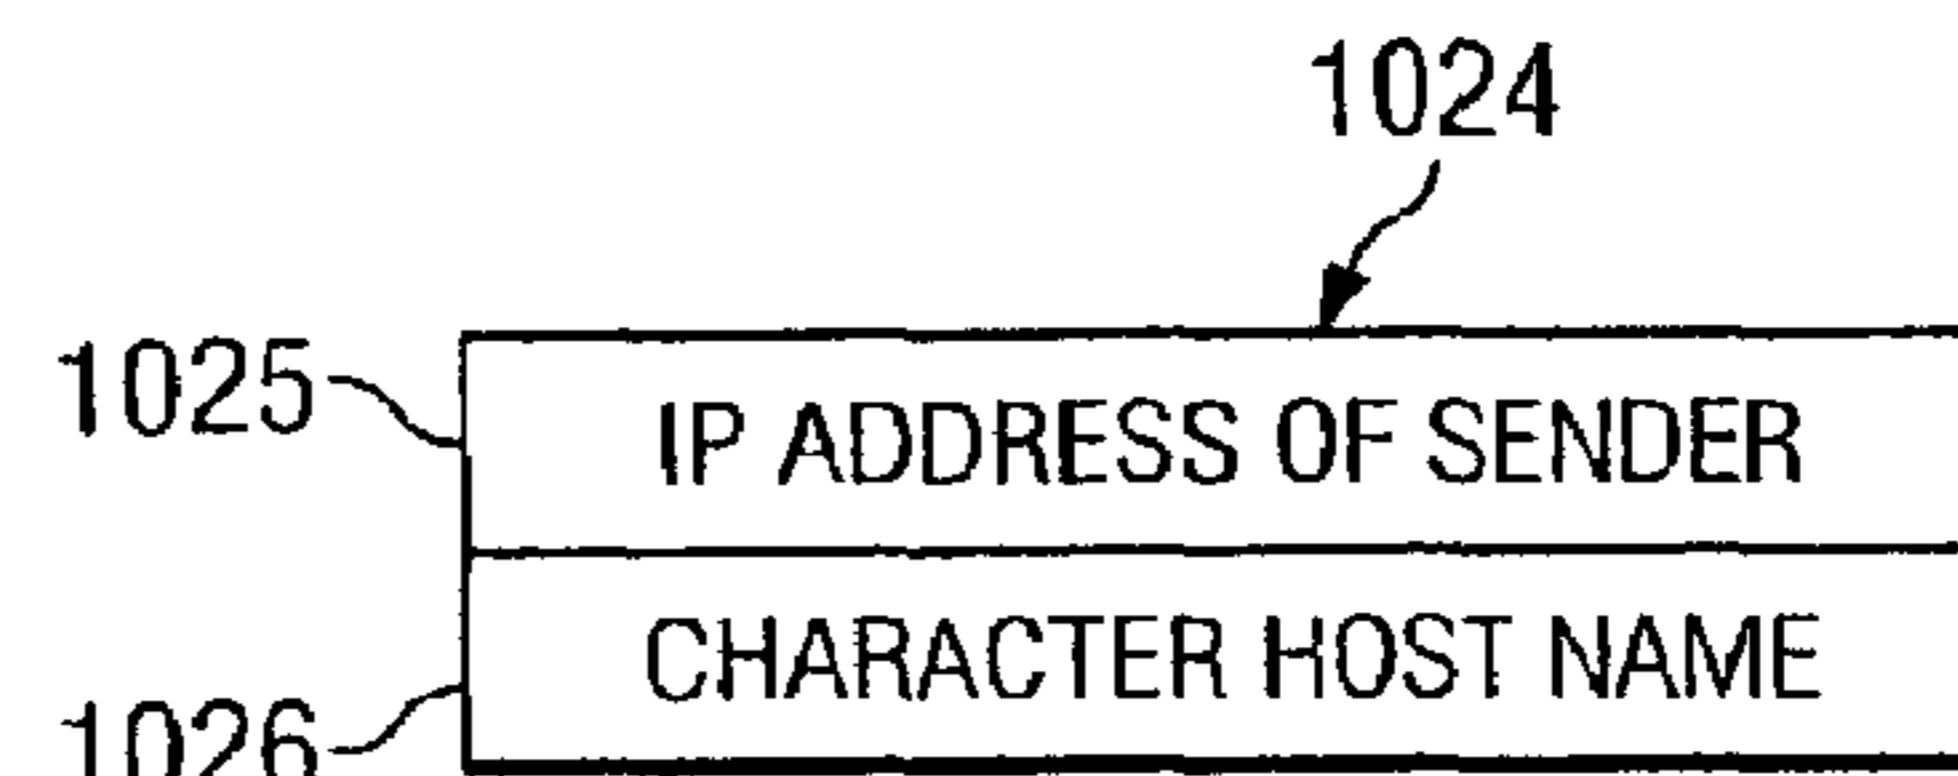 1024
1025
IP ADDRESS OF SENDER
CHARACTER HOST NAME
1026